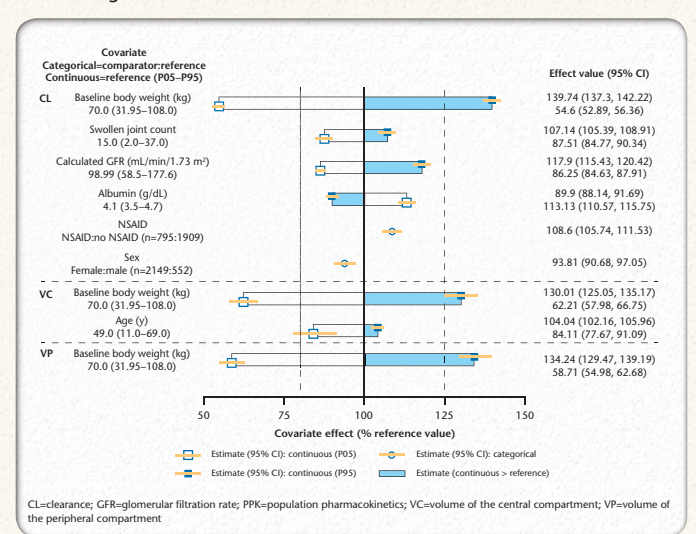 Covariate
Categorical=comparator:reference
Continuous=reference (P05–P95)
Effect value (95% CI)
CL
Baseline body weight (kg)
70.0 (31.95–108.0)
139.74 (137.3, 142.22)
54.6 (52.89, 56.36)
Swollen joint count
15.0 (2.0–37.0)
107.14 (105.39, 108.91)
87.51 (84.77, 90.34)
Calculated GFR (mL/min/1.73 m²)
98.99 (58.5–177.6)
117.9 (115.43, 120.42)
86.25 (84.63, 87.91)
Albumin (g/dL)
4.1 (3.5–4.7)
89.9 (88.14, 91.69)
113.13 (110.57, 115.75)
NSAID
NSAID:no NSAID (n=795:1909)
108.6 (105.74, 111.53)
Sex
Female:male (n=2149:552)
93.81 (90.68, 97.05)
VC
Baseline body weight (kg)
70.0 (31.95–108.0)
130.01 (125.05, 135.17)
62.21 (57.98, 66.75)
Age (y)
49.0 (11.0–69.0)
104.04 (102.16, 105.96)
84.11 (77.67, 91.09)
VP
Baseline body weight (kg)
70.0 (31.95–108.0)
134.24 (129.47, 139.19)
58.71 (54.98, 62.68)
50 75 100 125 150
Covariate effect (% reference value)
Estimate (95% CI): continuous (P05)
Estimate (95% CI): categorical
Estimate (95% CI): continuous (P95)
Estimate (continuous > reference)
CL=clearance; GFR=glomerular filtration rate; PPK=population pharmacokinetics; VC=volume of the central compartment; VP=volume of
the peripheral compartment